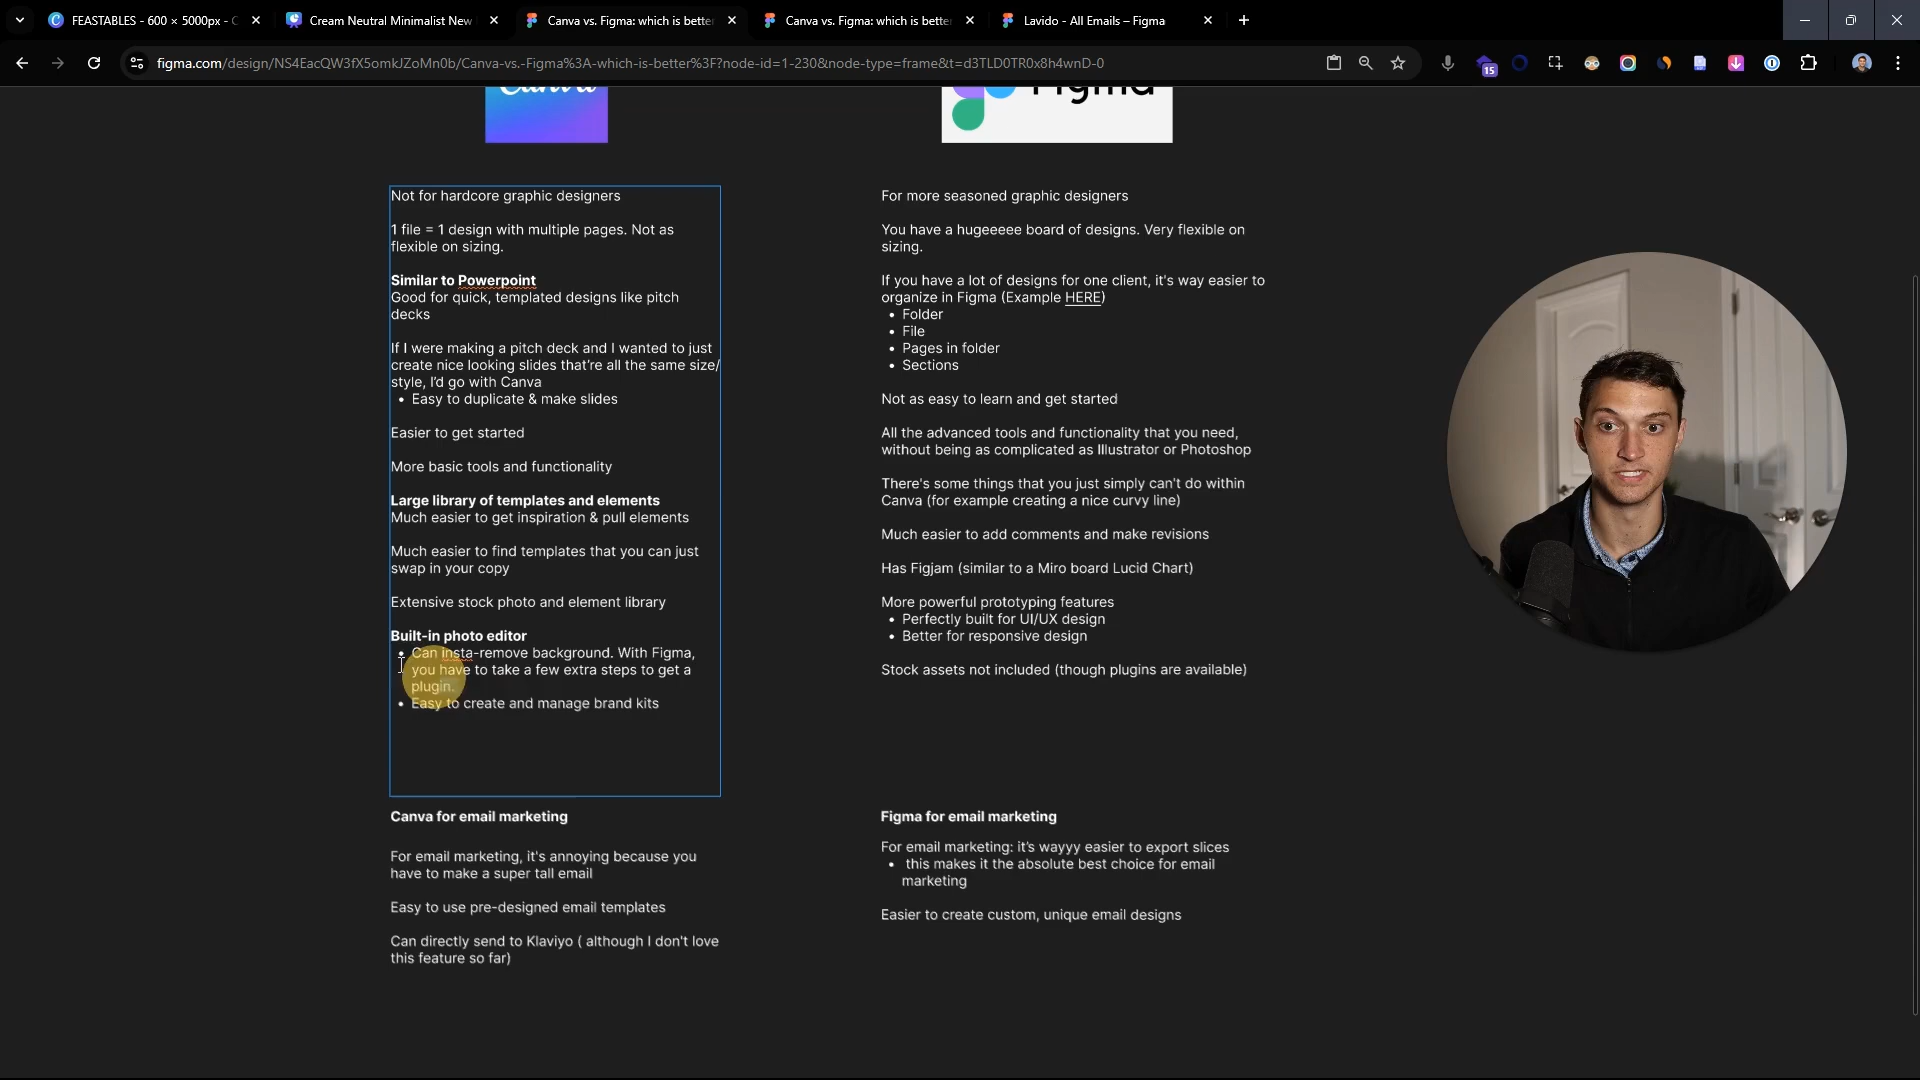 FEASTABLES - 600 × 5000px - C
Cream Neutral Minimalist New
Canva vs. Figma: which is better
Canva vs. Figma: which is bette
Lavido - All Emails – Figma
figma.com/design/NS4EacQW3fX5omkJZoMn0b/Canva-vs.-Figma%3A-which-is-better%3F?node-id=1-230&node-type=frame&t=d3TLD0TR0x8h4wnD-0
15
Canva
Figma
Not for hardcore graphic designers
1 file = 1 design with multiple pages. Not as
flexible on sizing.
Similar to Powerpoint
Good for quick, templated designs like pitch
decks
If I were making a pitch deck and I wanted to just
create nice looking slides that're all the same size/
style, I'd go with Canva
• Easy to duplicate & make slides
Easier to get started
More basic tools and functionality
Large library of templates and elements
Much easier to get inspiration & pull elements
Much easier to find templates that you can just
swap in your copy
Extensive stock photo and element library
Built-in photo editor
• Can insta-remove background. With Figma,
you have to take a few extra steps to get a
plugin.
• Easy to create and manage brand kits
Canva for email marketing
For email marketing, it's annoying because you
have to make a super tall email
Easy to use pre-designed email templates
Can directly send to Klaviyo ( although I don't love
this feature so far)
For more seasoned graphic designers
You have a hugeeeee board of designs. Very flexible on
sizing.
If you have a lot of designs for one client, it's way easier to
organize in Figma (Example HERE)
• Folder
• File
• Pages in folder
• Sections
Not as easy to learn and get started
All the advanced tools and functionality that you need,
without being as complicated as Illustrator or Photoshop
There's some things that you just simply can't do within
Canva (for example creating a nice curvy line)
Much easier to add comments and make revisions
Has Figjam (similar to a Miro board Lucid Chart)
More powerful prototyping features
• Perfectly built for UI/UX design
• Better for responsive design
Stock assets not included (though plugins are available)
Figma for email marketing
For email marketing: it's wayyy easier to export slices
• this makes it the absolute best choice for email
marketing
Easier to create custom, unique email designs